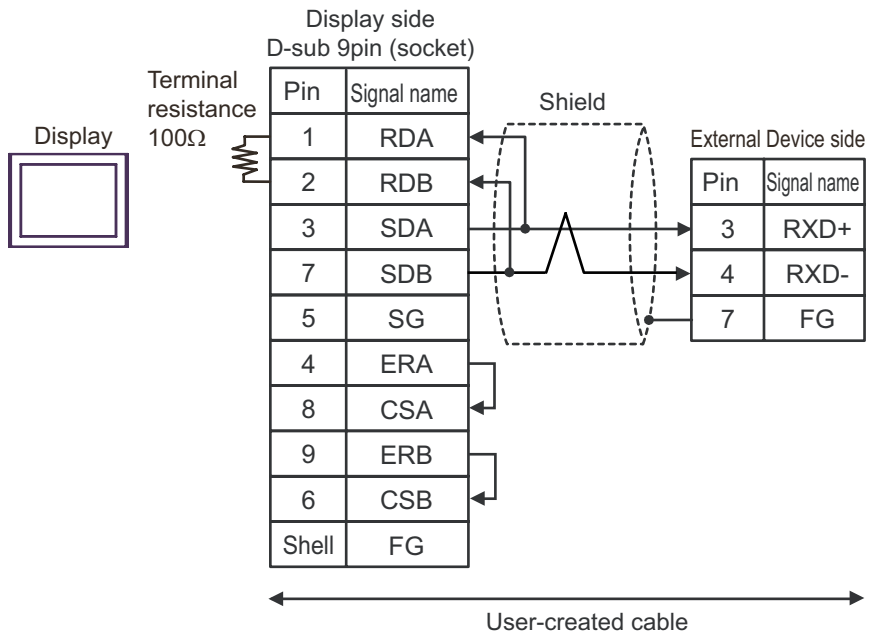 Display side
D-sub 9pin (socket)
Terminal
resistance
100Ω
Display
Pin Signal name
1 RDA
2 RDB
3 SDA
7 SDB
5 SG
4 ERA
8 CSA
9 ERB
6 CSB
Shell FG
Shield
External Device side
Pin Signal name
3 RXD+
4 RXD-
7 FG
User-created cable